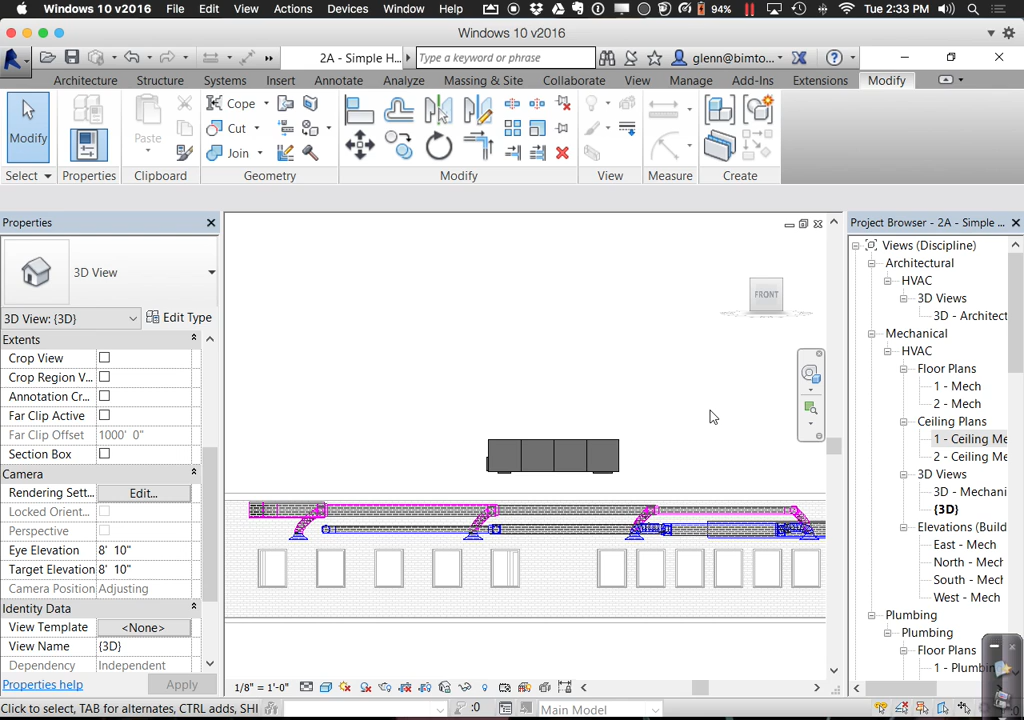 Windows 10 v2016 File Edit View Actions Devices Window Help 94% Tue 2:33 PM
Windows 10 v2016
2A - Simple H... Type a keyword or phrase glenn@bimto...
Architecture Structure Systems Insert Annotate Analyze Massing & Site Collaborate View Manage Add-Ins Extensions Modify
Modify
Paste
Cope
Cut
Join
Select Properties Clipboard Geometry Modify View Measure Create
Properties
3D View
3D View: {3D} Edit Type
Extents
Crop View
Crop Region V...
Annotation Cr...
Far Clip Active
Far Clip Offset 1000' 0"
Section Box
Camera
Rendering Sett... Edit...
Locked Orient...
Perspective
Eye Elevation 8' 10"
Target Elevation 8' 10"
Camera Position Adjusting
Identity Data
View Template <None>
View Name {3D}
Dependency Independent
Properties help Apply
FRONT
1/8" = 1'-0"
Project Browser - 2A - Simple ...
Views (Discipline)
Architectural
HVAC
3D Views
3D - Architect
Mechanical
HVAC
Floor Plans
1 - Mech
2 - Mech
Ceiling Plans
1 - Ceiling Me
2 - Ceiling Me
3D Views
3D - Mechani
{3D}
Elevations (Build
East - Mech
North - Mech
South - Mech
West - Mech
Plumbing
Plumbing
Floor Plans
1 - Plumbin
Click to select, TAB for alternates, CTRL adds, SHI :0 Main Model